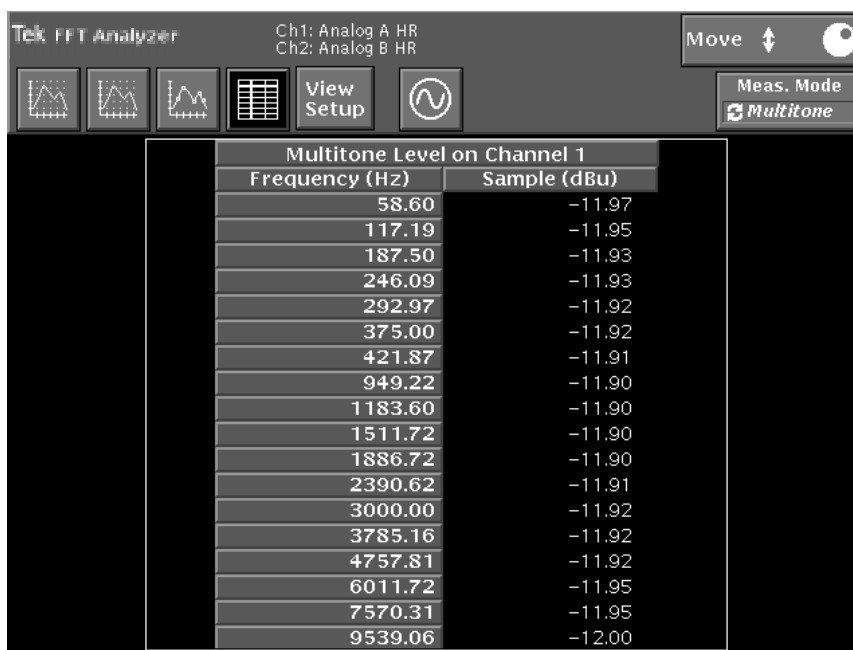 Tek FFT Analyzer
Ch1: Analog A HR
Ch2: Analog B HR
Move
View
Setup
Meas. Mode
Multitone
Multitone Level on Channel 1
Frequency (Hz) Sample (dBu)
58.60 −11.97
117.19 −11.95
187.50 −11.93
246.09 −11.93
292.97 −11.92
375.00 −11.92
421.87 −11.91
949.22 −11.90
1183.60 −11.90
1511.72 −11.90
1886.72 −11.90
2390.62 −11.91
3000.00 −11.92
3785.16 −11.92
4757.81 −11.92
6011.72 −11.95
7570.31 −11.95
9539.06 −12.00